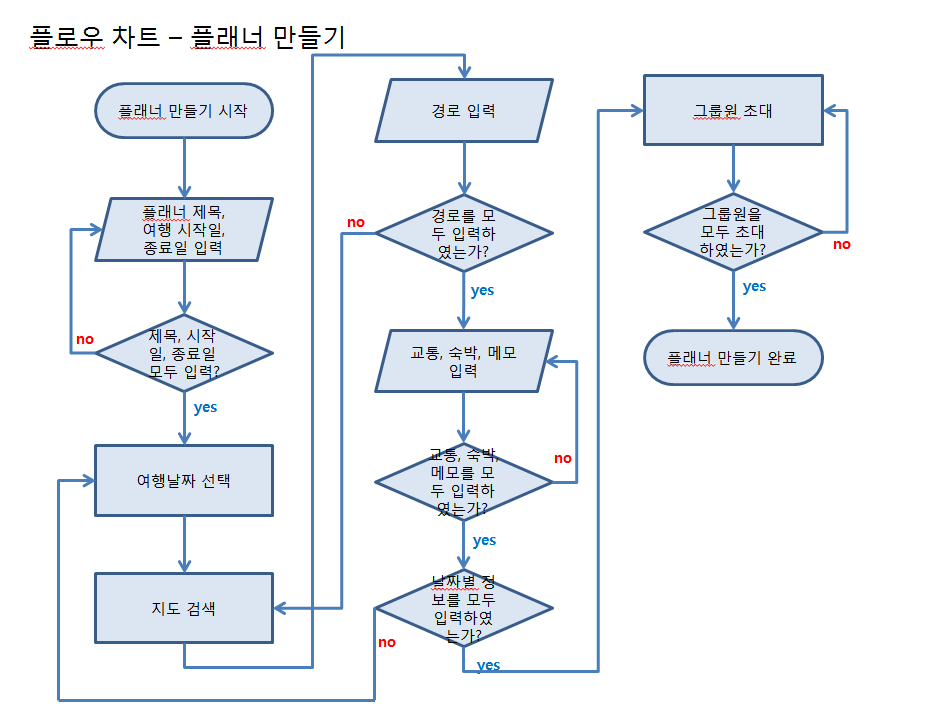 플로우 차트 – 플래너 만들기
플래너 만들기 시작
플래너 제목,
여행 시작일,
종료일 입력
제목, 시작
일, 종료일
모두 입력?
no
yes
여행날짜 선택
지도 검색
경로 입력
경로를 모
두 입력하
였는가?
no
yes
교통, 숙박, 메모
입력
교통, 숙박,
메모를 모
두 입력하
였는가?
no
yes
날짜별 정
보를 모두
입력하였
는가?
no
yes
그룹원 초대
그룹원을
모두 초대
하였는가?
no
yes
플래너 만들기 완료